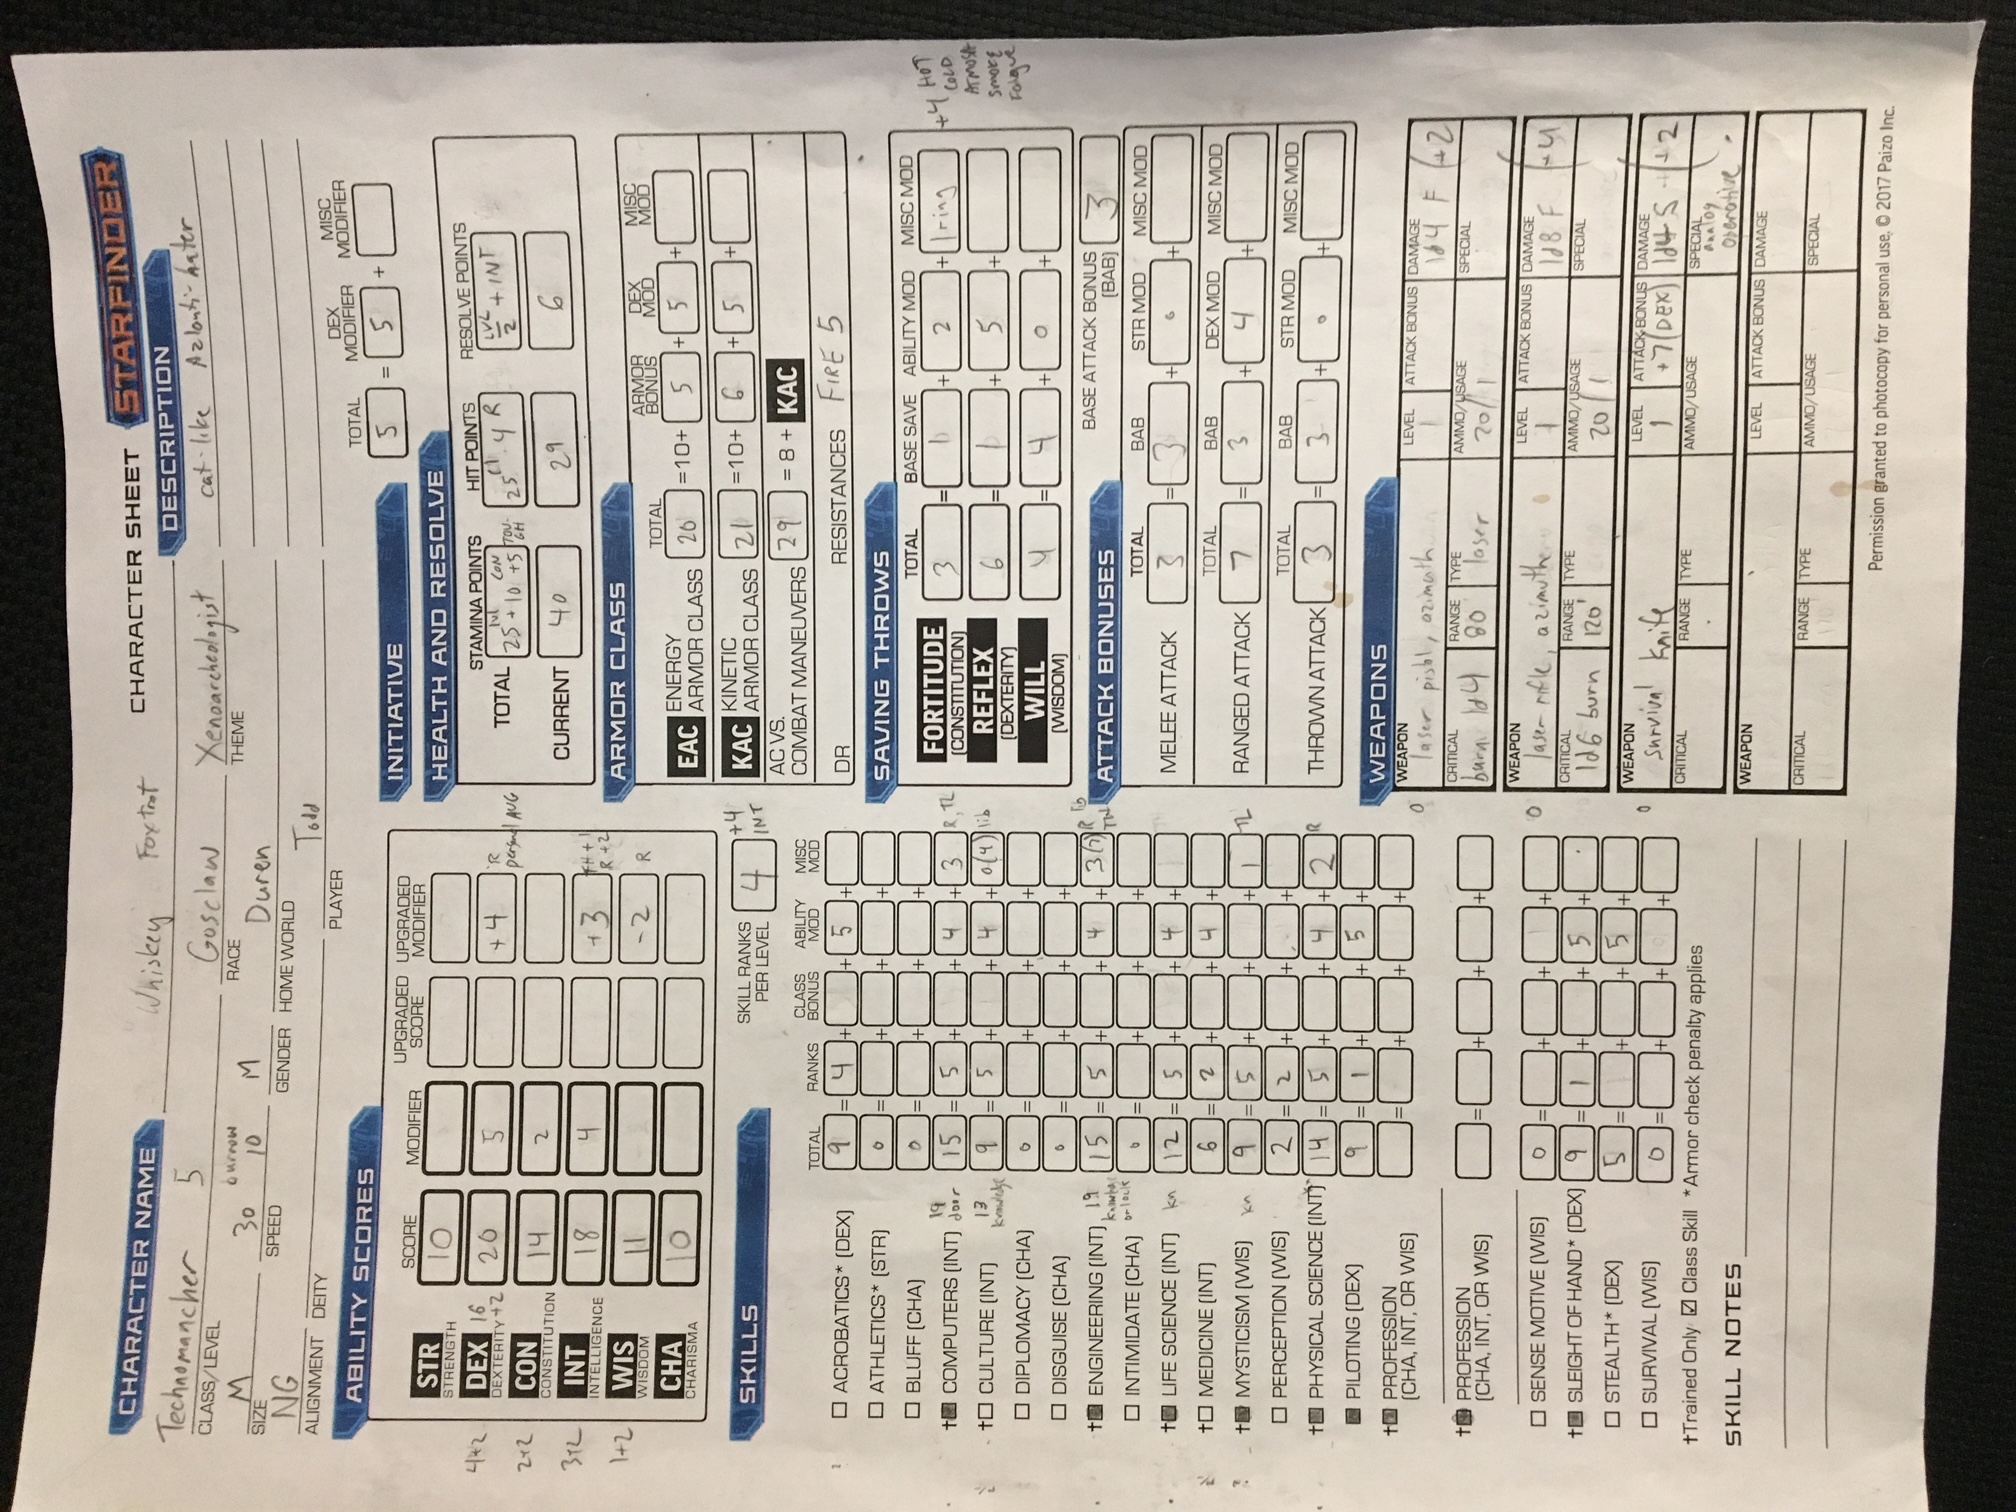 CHARACTER NAME Whiskey Foxtrot CHARACTER SHEET STARFINDER
Technomancher 5 Gosclaw Xenoarcheologist
CLASS/LEVEL RACE THEME
DESCRIPTION
cat-like Azlanti-hater
M 30 burrow 10 M Duren
SIZE SPEED GENDER HOME WORLD
NG Todd
ALIGNMENT DEITY PLAYER
ABILITY SCORES
SCORE MODIFIER UPGRADED SCORE UPGRADED MODIFIER
STR STRENGTH 10
4+2 DEX 16 DEXTERITY +2 20 5 +4 R personal AUG
2+2 CON CONSTITUTION 14 2
3+2 INT INTELLIGENCE 18 4 +3 TH+1 R+2
1+2 WIS WISDOM 11 -2 R
CHA CHARISMA 10
SKILLS SKILL RANKS PER LEVEL 4 +4 INT
TOTAL RANKS CLASS BONUS ABILITY MOD MISC MOD
ACROBATICS* (DEX) 9 = 4 + + 5 +
ATHLETICS* (STR) 0 = + + +
BLUFF (CHA) 0 = + + +
†COMPUTERS (INT) 19 door 15 = 5 + + 4 + 3 R, TL
†CULTURE (INT) 13 knowledge 9 = 5 + + 4 + 0(4) lib
DIPLOMACY (CHA) 0 = + + +
DISGUISE (CHA) 0 = + + +
†ENGINEERING (INT) 19 15 = 5 + + 4 + 3(7) R lib
INTIMIDATE (CHA) 0 = + + +
†LIFE SCIENCE (INT) kn 12 = 5 + + 4 +
†MEDICINE (INT) 6 = 2 + + 4 +
†MYSTICISM (WIS) kn 9 = 5 + + + 1 TL
PERCEPTION (WIS) 2 = 2 + + +
†PHYSICAL SCIENCE (INT) 14 = 5 + + 4 + 2 R
PILOTING (DEX) 9 = 1 + + 5 +
†PROFESSION (CHA, INT, OR WIS) = + + +
†PROFESSION (CHA, INT, OR WIS) = + + +
SENSE MOTIVE (WIS) 0 = + + +
†SLEIGHT OF HAND* (DEX) 9 = 1 + + 5 +
STEALTH* (DEX) 5 = + + 5 +
SURVIVAL (WIS) 0 = + + +
†Trained Only ☑ Class Skill *Armor check penalty applies
SKILL NOTES
TOTAL DEX MODIFIER MISC MODIFIER
INITIATIVE 5 = 5 +
HEALTH AND RESOLVE
STAMINA POINTS HIT POINTS RESOLVE POINTS
TOTAL 25 + 10 +5 lvl CON TOUGH 25 4 R LVL/2 + INT
CURRENT 40 29 6
ARMOR CLASS
TOTAL ARMOR BONUS DEX MOD MISC MOD
EAC ENERGY ARMOR CLASS 20 =10+ 5 + 5 +
KAC KINETIC ARMOR CLASS 21 =10+ 6 + 5 +
AC VS. COMBAT MANEUVERS 29 = 8 + KAC
DR RESISTANCES FIRE 5
SAVING THROWS
TOTAL BASE SAVE ABILITY MOD MISC MOD
FORTITUDE (CONSTITUTION) 3 = 1 + 2 + 1 ring
+4 HOT
COLD
ATMOSPH
Smoke
Fatigue
REFLEX (DEXTERITY) 6 = 1 + 5 +
WILL (WISDOM) 4 = 4 + 0 +
ATTACK BONUSES BASE ATTACK BONUS (BAB) 3
TOTAL BAB STR MOD MISC MOD
MELEE ATTACK 3 = 3 + 0 +
TOTAL BAB DEX MOD MISC MOD
RANGED ATTACK 7 = 3 + 4 +
TOTAL BAB STR MOD MISC MOD
THROWN ATTACK 3 = 3 + 0 +
WEAPONS
WEAPON LEVEL ATTACK BONUS DAMAGE
0 laser pistol, azimuth 1 1d4 F (+2
CRITICAL RANGE TYPE AMMO/USAGE SPECIAL
burn 1d4 80 laser 20/1
WEAPON LEVEL ATTACK BONUS DAMAGE
0 laser rifle, azimuth 1 1d8 F (+4
CRITICAL RANGE TYPE AMMO/USAGE SPECIAL
1d6 burn 120' 20/1
WEAPON LEVEL ATTACK BONUS DAMAGE
0 survival knife 1 +7(DEX) 1d4 S (+2
CRITICAL RANGE TYPE AMMO/USAGE SPECIAL
analog
operative
WEAPON LEVEL ATTACK BONUS DAMAGE
CRITICAL RANGE TYPE AMMO/USAGE SPECIAL
Permission granted to photocopy for personal use. © 2017 Paizo Inc.